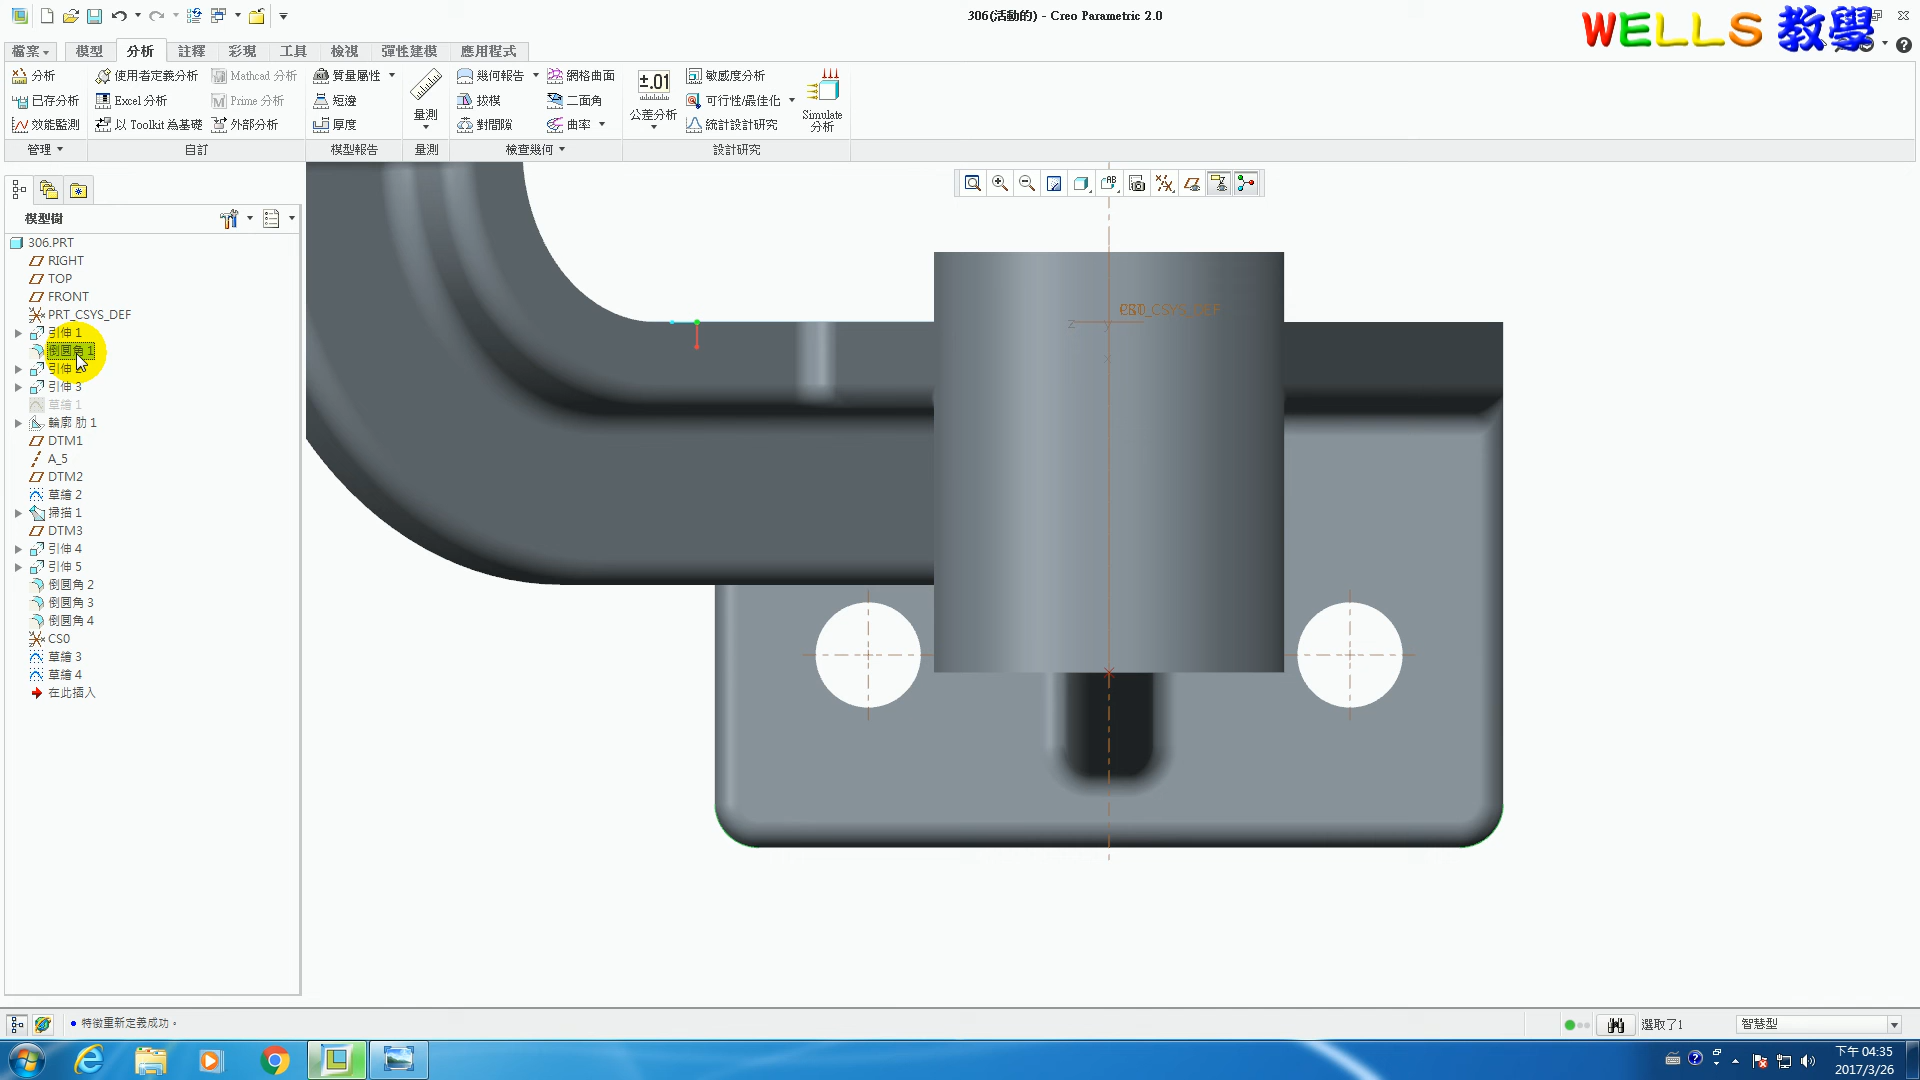 306(活動的) - Creo Parametric 2.0
WELLS 教學
檔案 模型 分析 註釋 彩現 工具 檢視 彈性建模 應用程式
分析 使用者定義分析 Mathcad 分析 質量屬性 幾何報告 網格曲面 敏感度分析
已存分析 Excel 分析 Prime 分析 短邊 拔模 二面角 可行性/最佳化
效能監測 以 Toolkit 為基礎 外部分析 厚度 對間隙 曲率 統計設計研究
量測 ±.01 公差分析 Simulate 分析
管理 自訂 模型報告 量測 檢查幾何 設計研究
模型樹
306.PRT
RIGHT
TOP
FRONT
PRT_CSYS_DEF
引伸 1
倒圓角 1
引伸
引伸 3
草繪 1
輪廓 肋 1
DTM1
A_5
DTM2
草繪 2
掃描 1
DTM3
引伸 4
引伸 5
倒圓角 2
倒圓角 3
倒圓角 4
CS0
草繪 3
草繪 4
在此插入
Z
特徵重新定義成功。
選取了1
智慧型
下午 04:35
2017/3/26